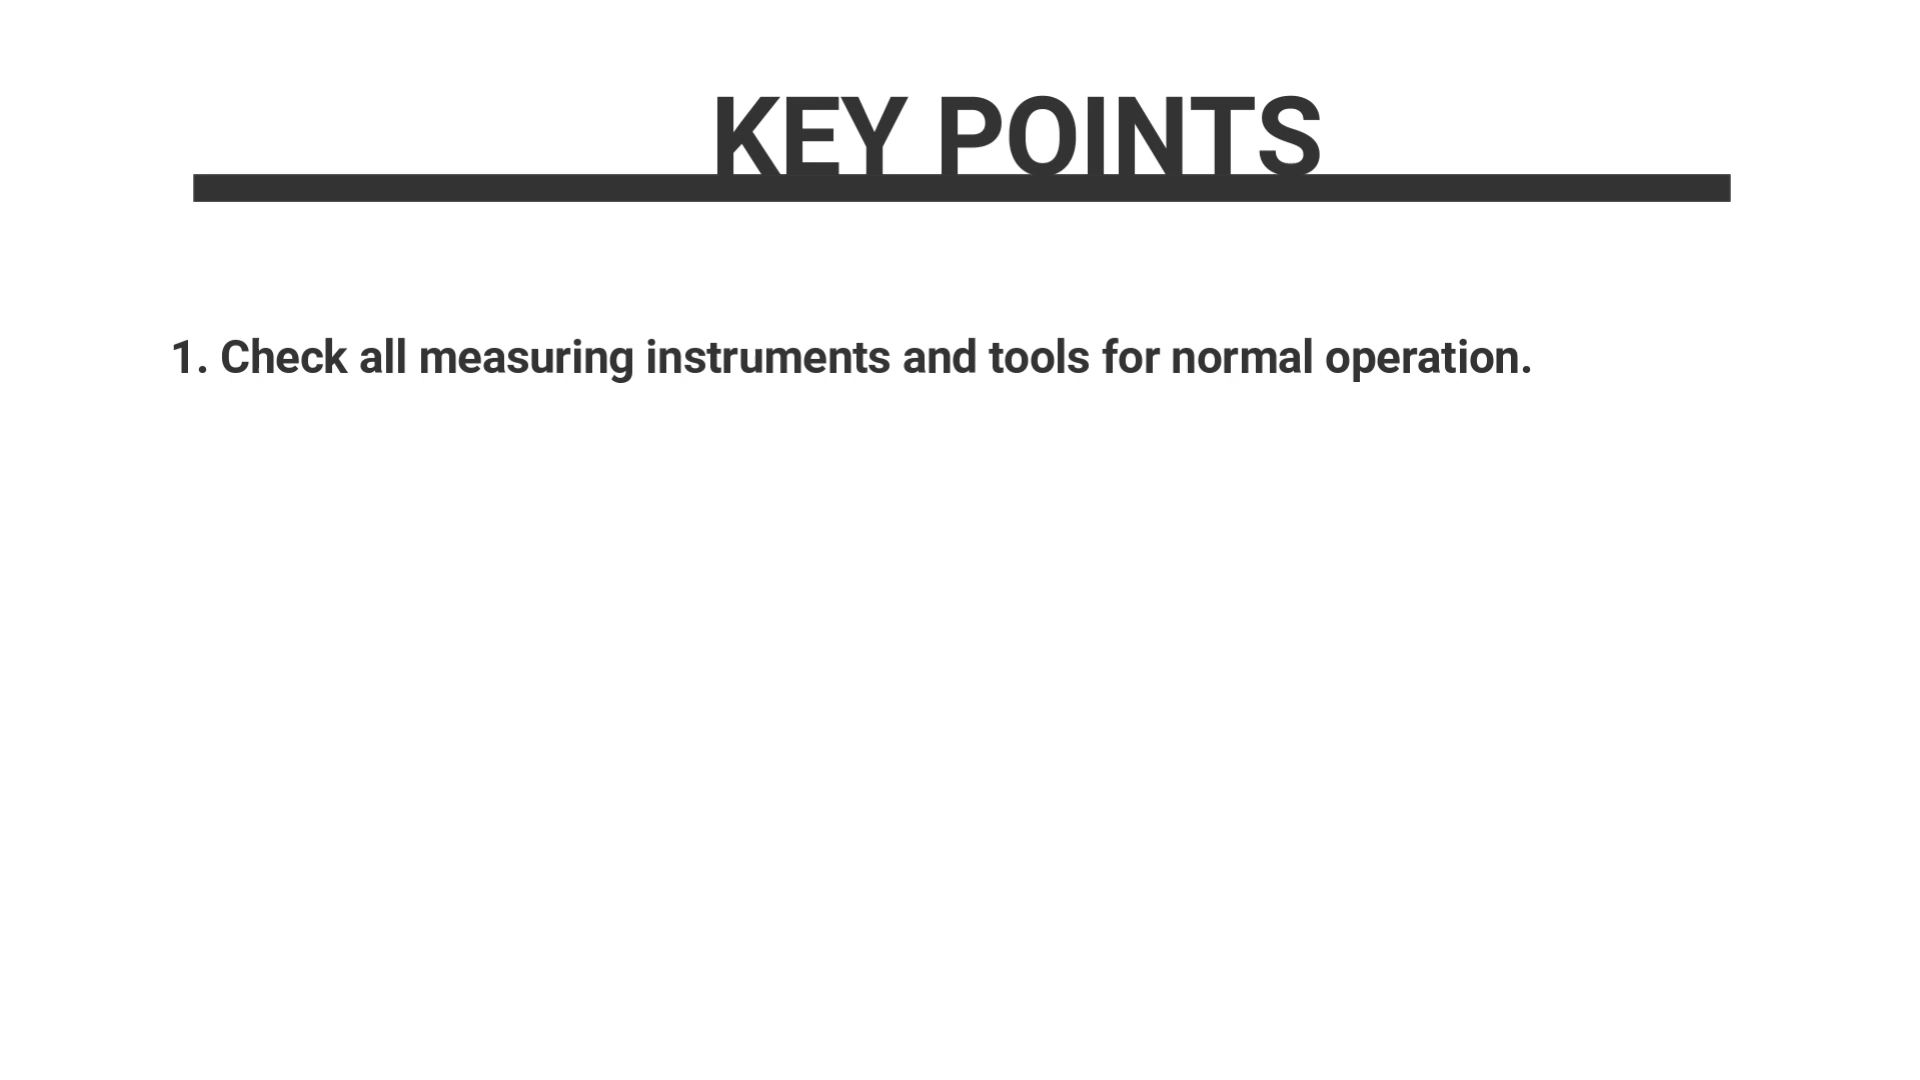 KEY POINTS
1. Check all measuring instruments and tools for normal operation.